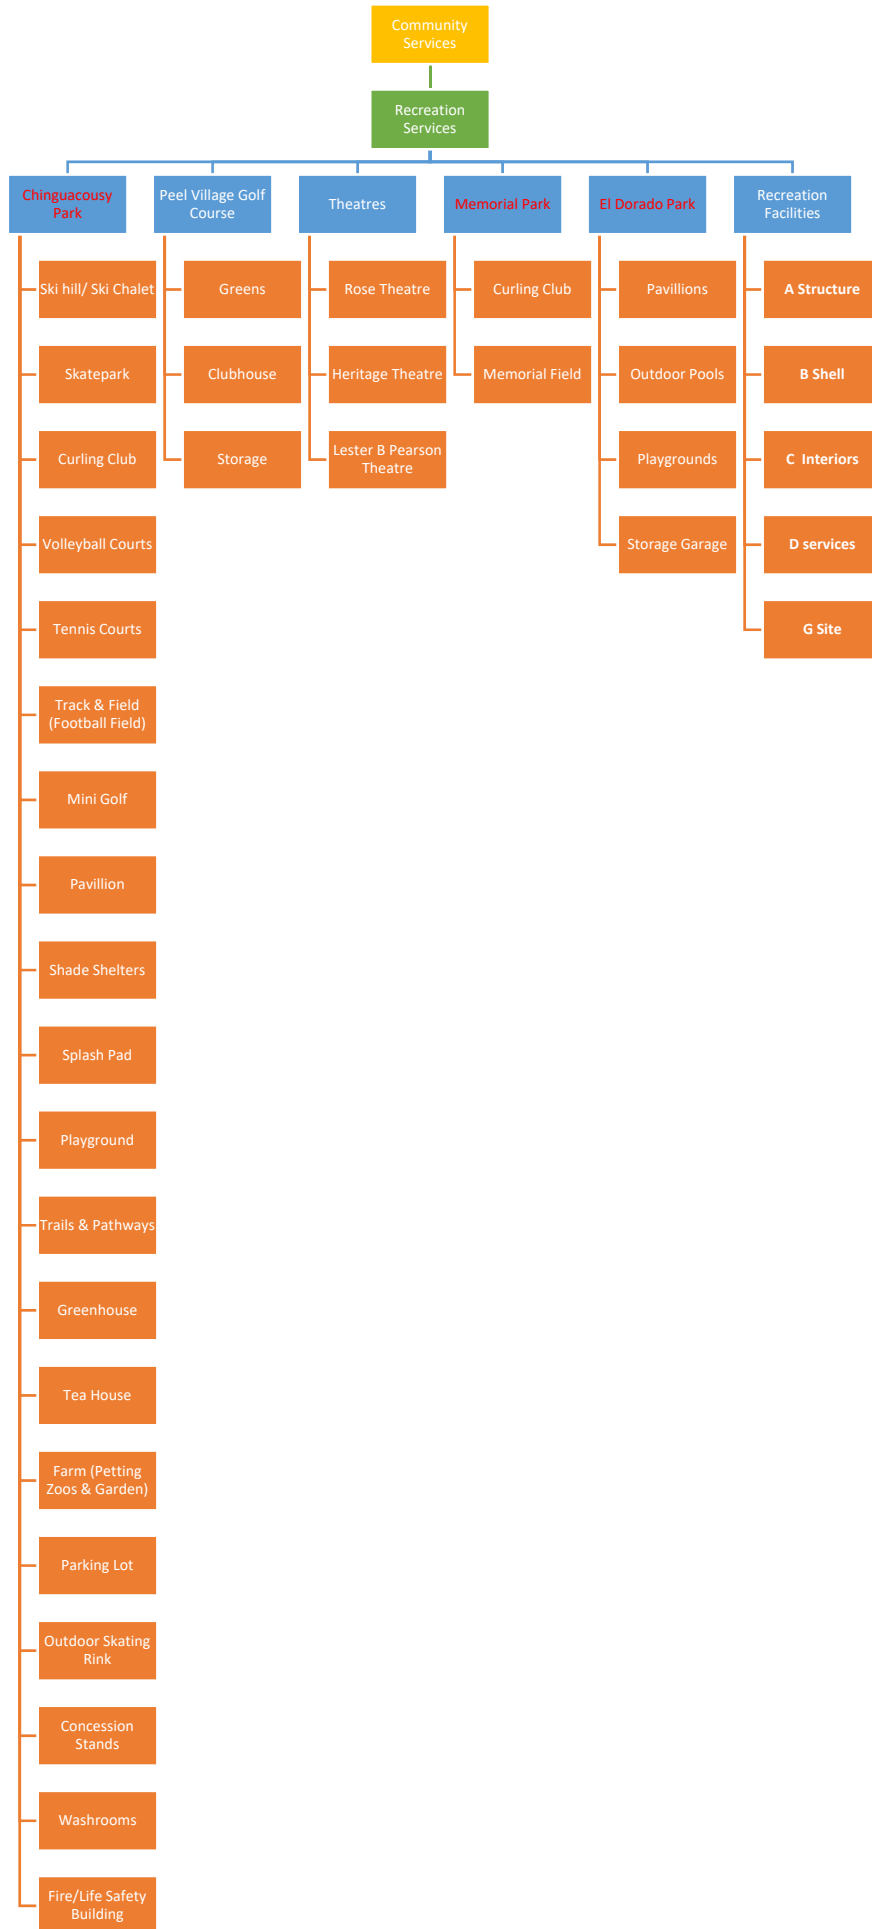 Community
Services
Recreation
Services
Chinguacousy
Park
Peel Village Golf
Course
Theatres
Memorial Park
El Dorado Park
Recreation
Facilities
Ski hill/ Ski Chalet
Skatepark
Curling Club
Volleyball Courts
Tennis Courts
Track & Field
(Football Field)
Mini Golf
Pavillion
Shade Shelters
Splash Pad
Playground
Trails & Pathways
Greenhouse
Tea House
Farm (Petting
Zoos & Garden)
Parking Lot
Outdoor Skating
Rink
Concession
Stands
Washrooms
Fire/Life Safety
Building
Greens
Clubhouse
Storage
Rose Theatre
Heritage Theatre
Lester B Pearson
Theatre
Curling Club
Memorial Field
Pavillions
Outdoor Pools
Playgrounds
Storage Garage
A Structure
B Shell
C  Interiors
D services
G Site